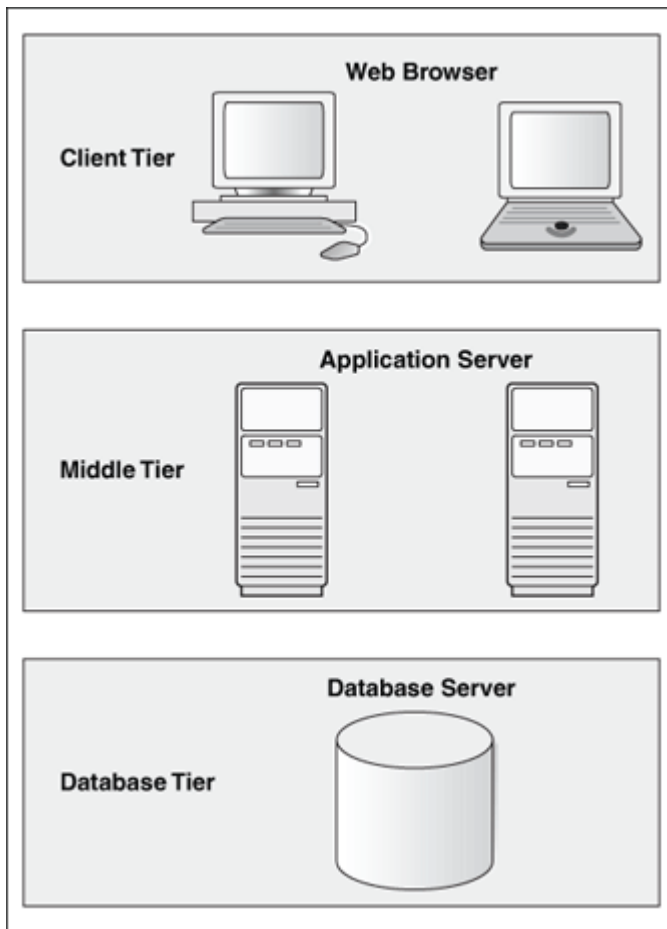 Web Browser
Client Tier
Application Server
Middle Tier
Database Server
Database Tier